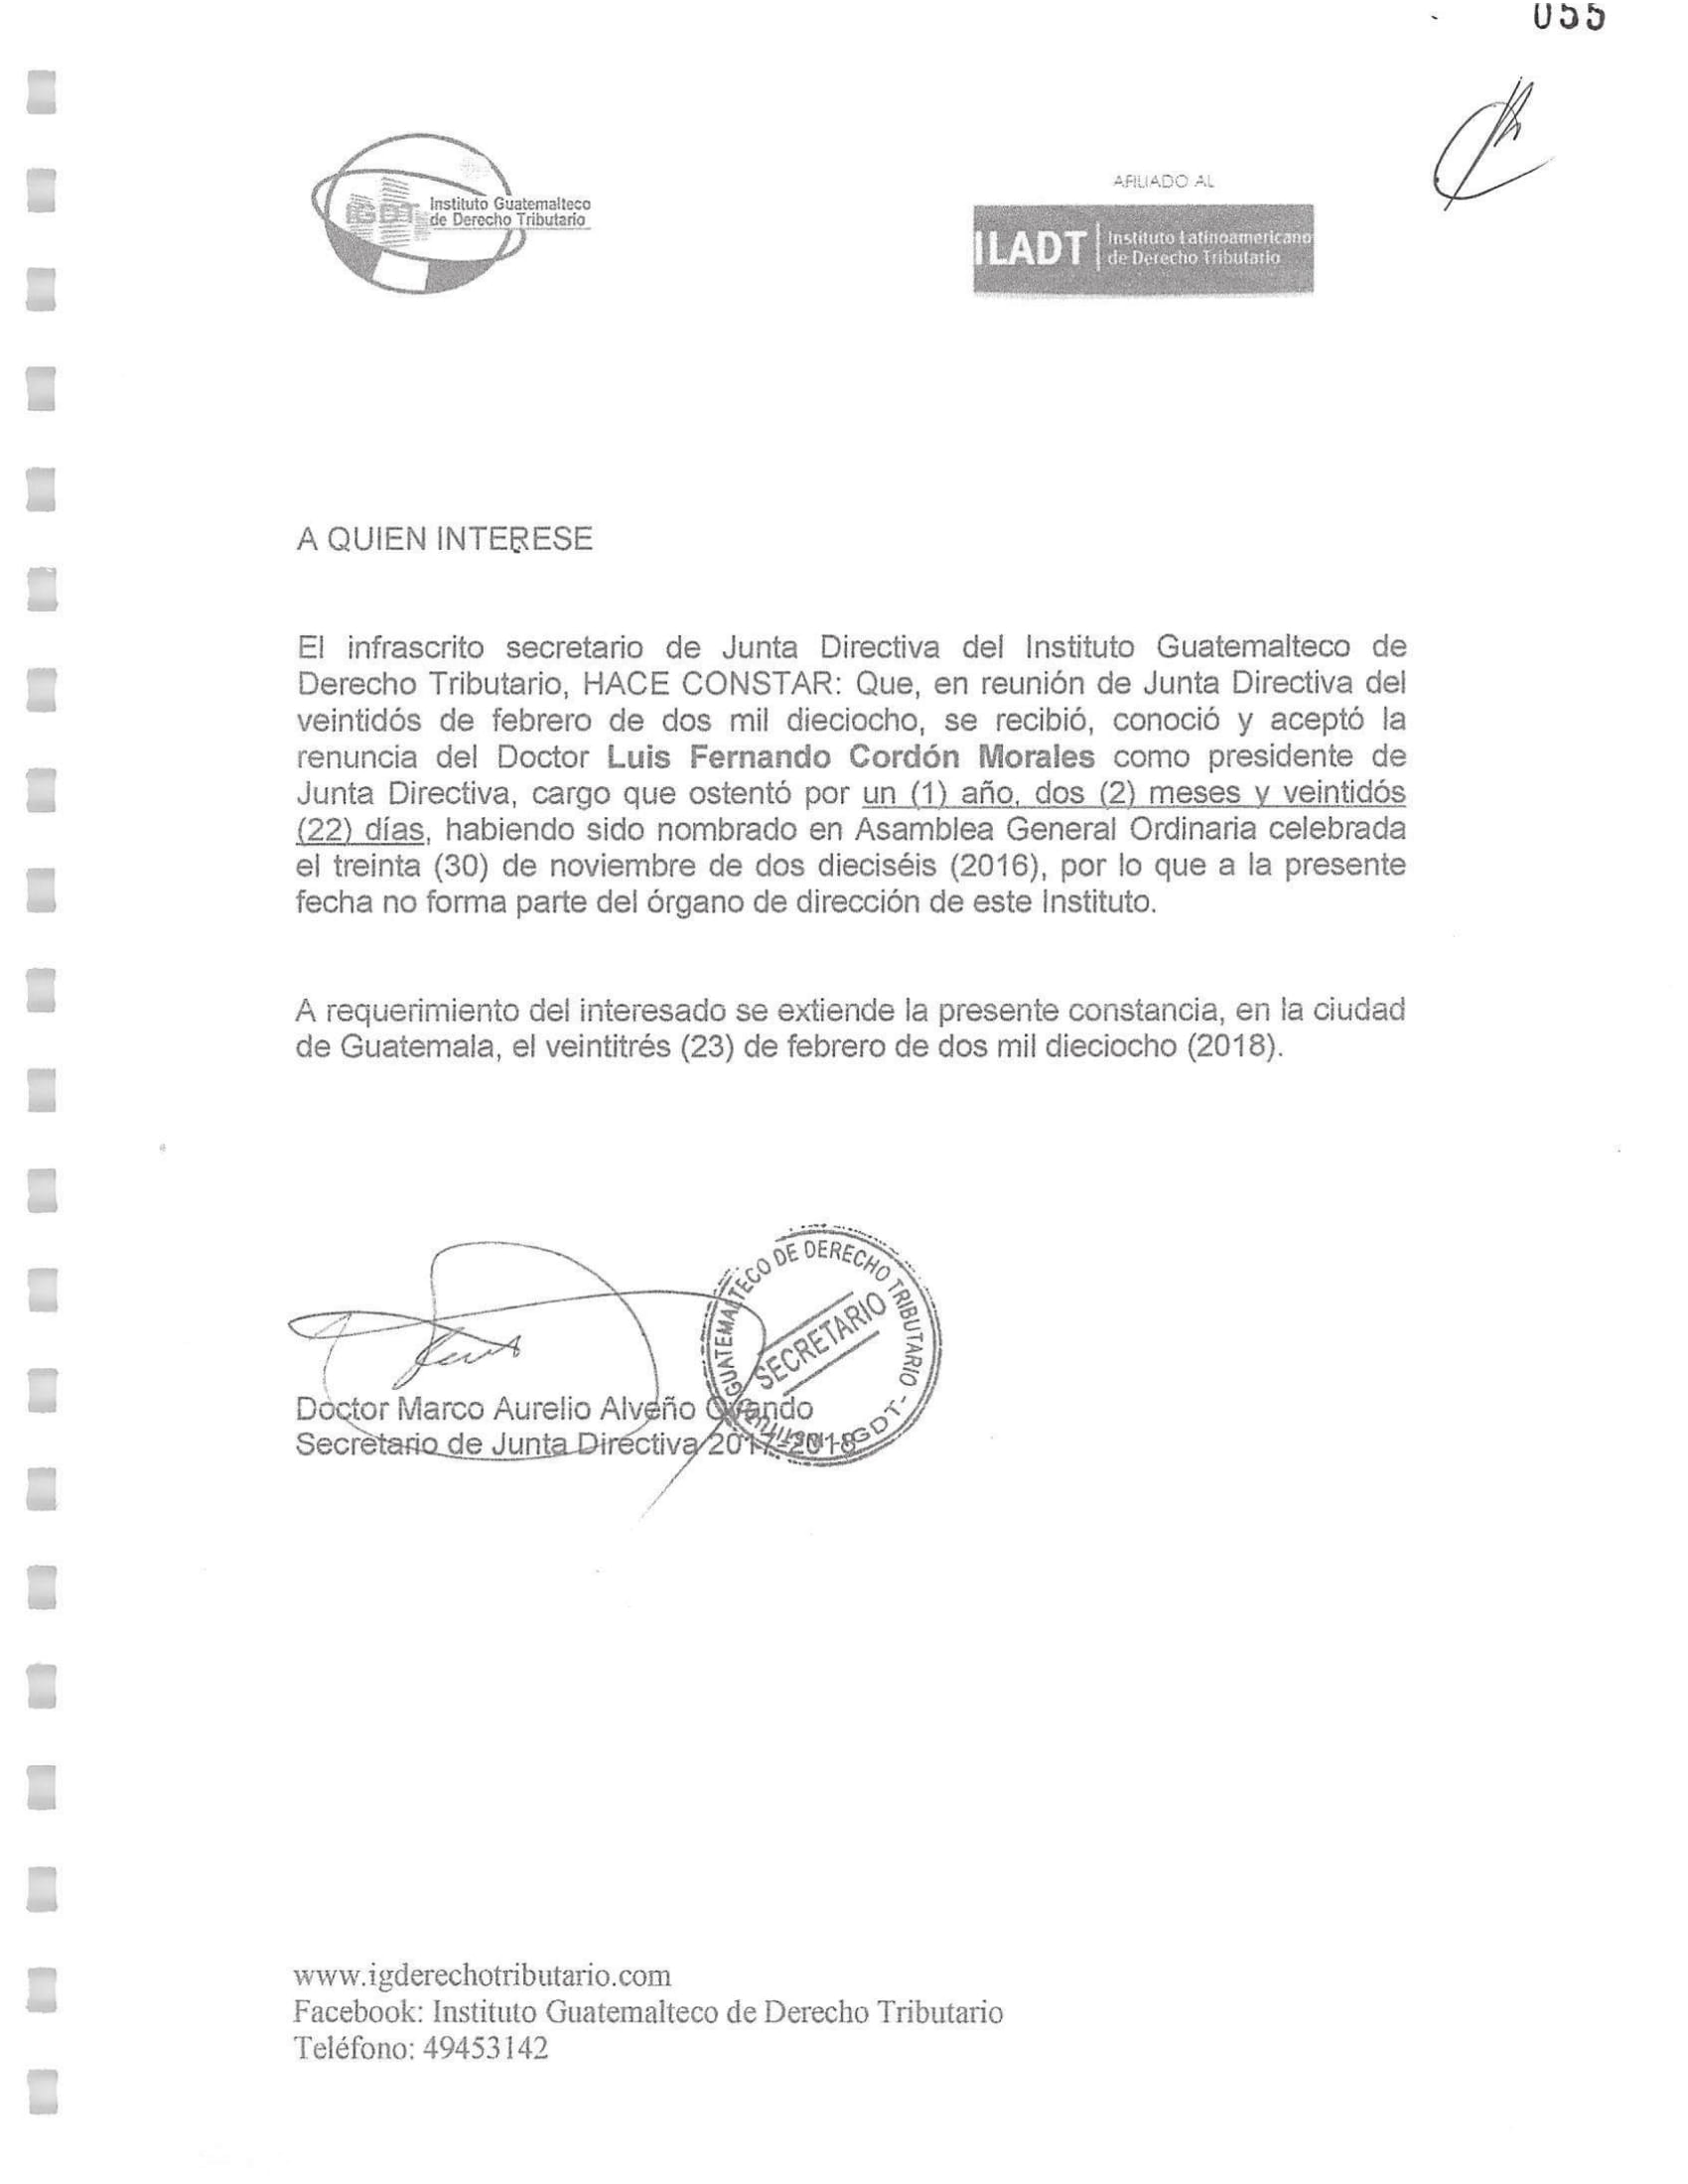 055
IGDT Instituto Guatemalteco
de Derecho Tributario
AFILIADO AL
ILADT Instituto Latinoamericano
de Derecho Tributario
A QUIEN INTERESE
El infrascrito secretario de Junta Directiva del Instituto Guatemalteco de
Derecho Tributario, HACE CONSTAR: Que, en reunión de Junta Directiva del
veintidós de febrero de dos mil dieciocho, se recibió, conoció y aceptó la
renuncia del Doctor Luis Fernando Cordón Morales como presidente de
Junta Directiva, cargo que ostentó por un (1) año, dos (2) meses y veintidós
(22) días, habiendo sido nombrado en Asamblea General Ordinaria celebrada
el treinta (30) de noviembre de dos dieciséis (2016), por lo que a la presente
fecha no forma parte del órgano de dirección de este Instituto.
A requerimiento del interesado se extiende la presente constancia, en la ciudad
de Guatemala, el veintitrés (23) de febrero de dos mil dieciocho (2018).
GUATEMALTECO DE DERECHO TRIBUTARIO
SECRETARIO
Doctor Marco Aurelio Alveño
Secretario de Junta Directiva 2017-2018
www.igderechotributario.com
Facebook: Instituto Guatemalteco de Derecho Tributario
Teléfono: 49453142